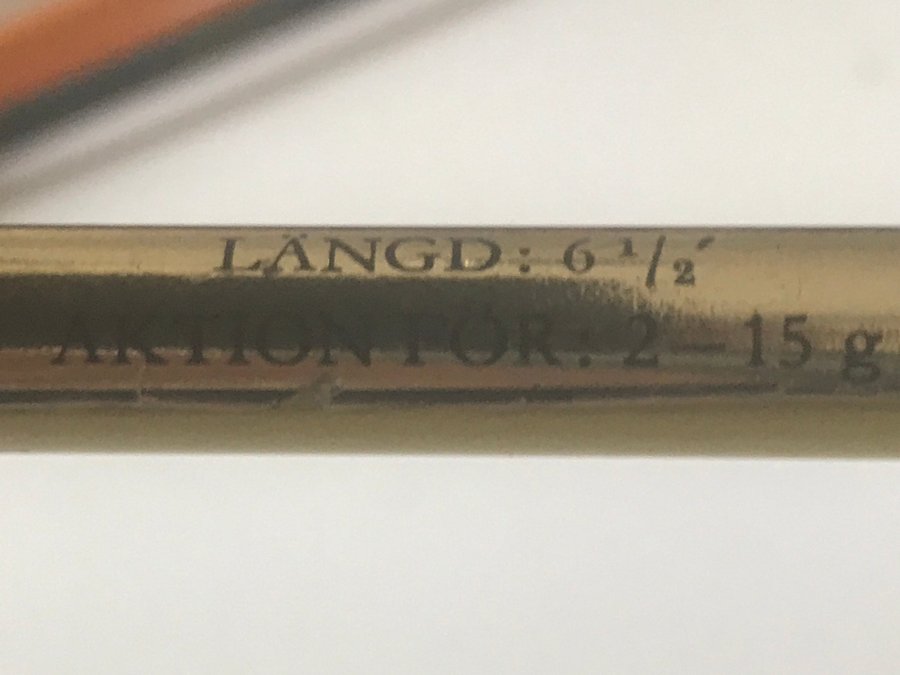 LÄNGD: 6 1/2′
AKTION FÖR: 2 – 15 g